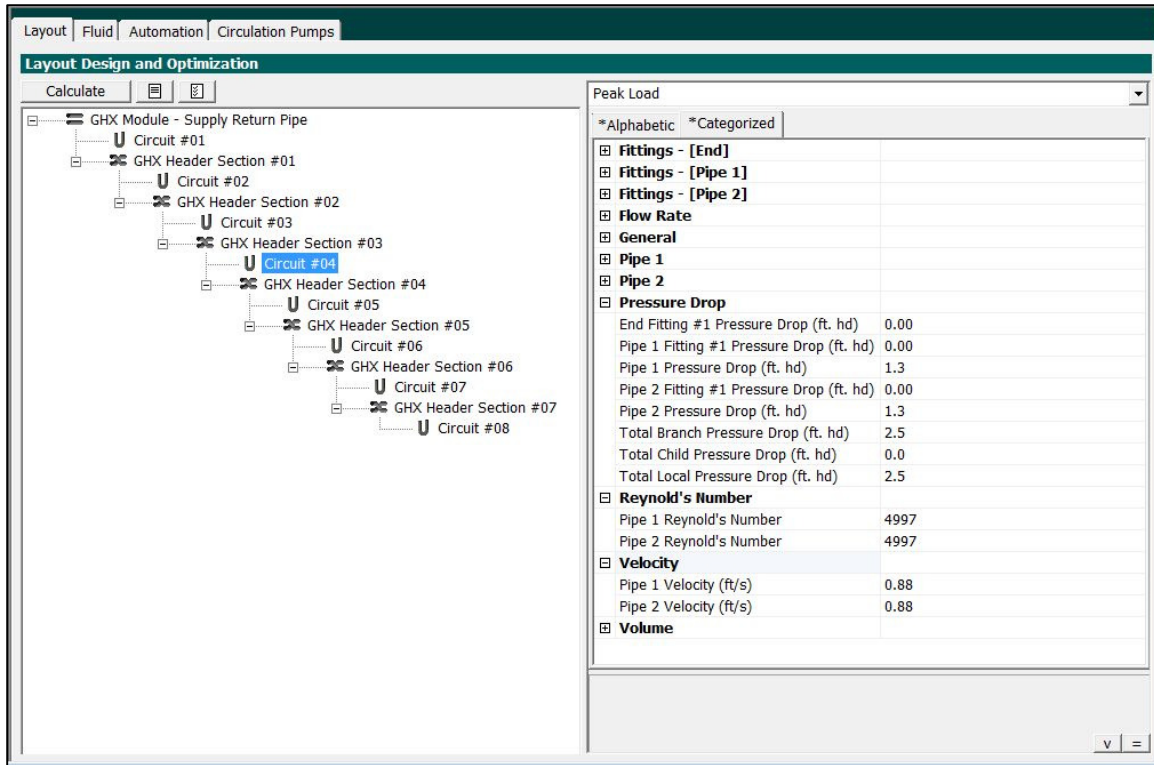 Layout Fluid Automation Circulation Pumps
Layout Design and Optimization
Calculate
GHX Module - Supply Return Pipe
Circuit #01
GHX Header Section #01
Circuit #02
GHX Header Section #02
Circuit #03
GHX Header Section #03
Circuit #04
GHX Header Section #04
Circuit #05
GHX Header Section #05
Circuit #06
GHX Header Section #06
Circuit #07
GHX Header Section #07
Circuit #08
Peak Load
*Alphabetic *Categorized
Fittings - [End]
Fittings - [Pipe 1]
Fittings - [Pipe 2]
Flow Rate
General
Pipe 1
Pipe 2
Pressure Drop
End Fitting #1 Pressure Drop (ft. hd) 0.00
Pipe 1 Fitting #1 Pressure Drop (ft. hd) 0.00
Pipe 1 Pressure Drop (ft. hd) 1.3
Pipe 2 Fitting #1 Pressure Drop (ft. hd) 0.00
Pipe 2 Pressure Drop (ft. hd) 1.3
Total Branch Pressure Drop (ft. hd) 2.5
Total Child Pressure Drop (ft. hd) 0.0
Total Local Pressure Drop (ft. hd) 2.5
Reynold's Number
Pipe 1 Reynold's Number 4997
Pipe 2 Reynold's Number 4997
Velocity
Pipe 1 Velocity (ft/s) 0.88
Pipe 2 Velocity (ft/s) 0.88
Volume
v =